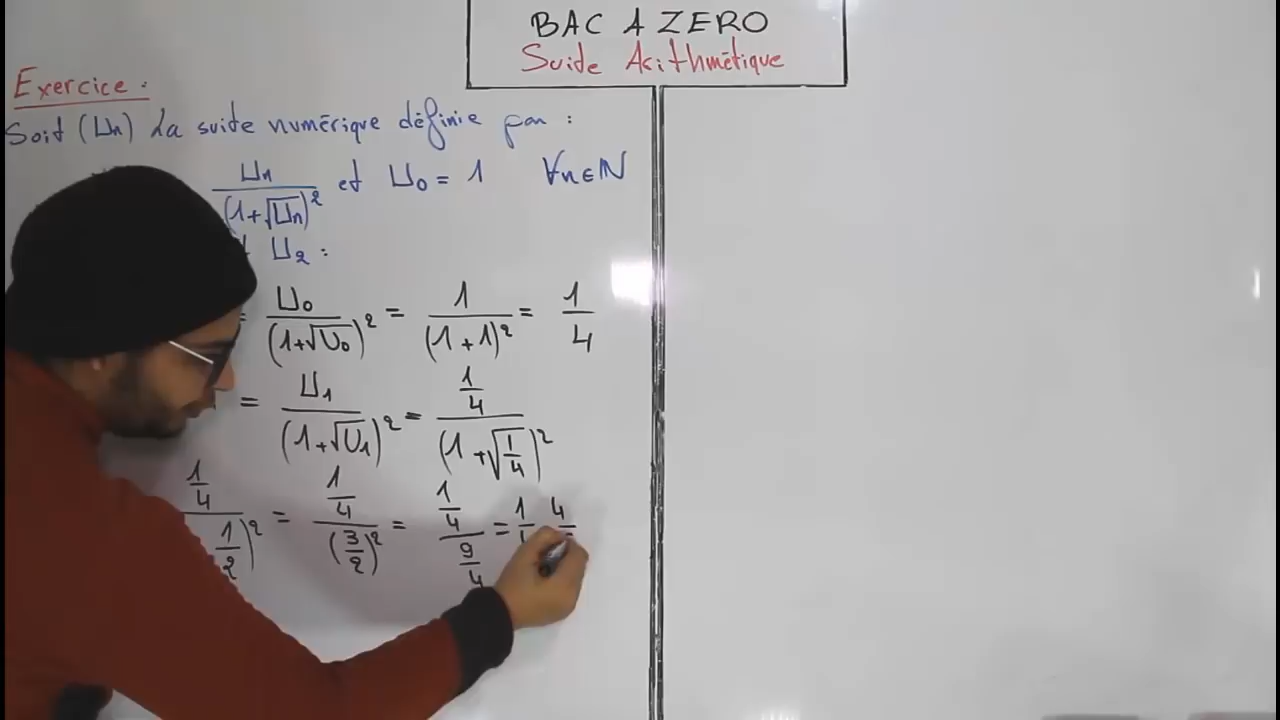 BAC A ZERO
Suite Arithmétique
Exercice :
Soit (Un) la suite numérique définie par :
Un/(1+√Un)² et U0 = 1 ∀n∈N
U2 :
= U0/(1+√U0)² = 1/(1+1)² = 1/4
= U1/(1+√U1)² = (1/4)/(1+√(1/4))²
(1/4)/( 1/2)² = (1/4)/(3/2)² = (1/4)/(9/4) = 1 4